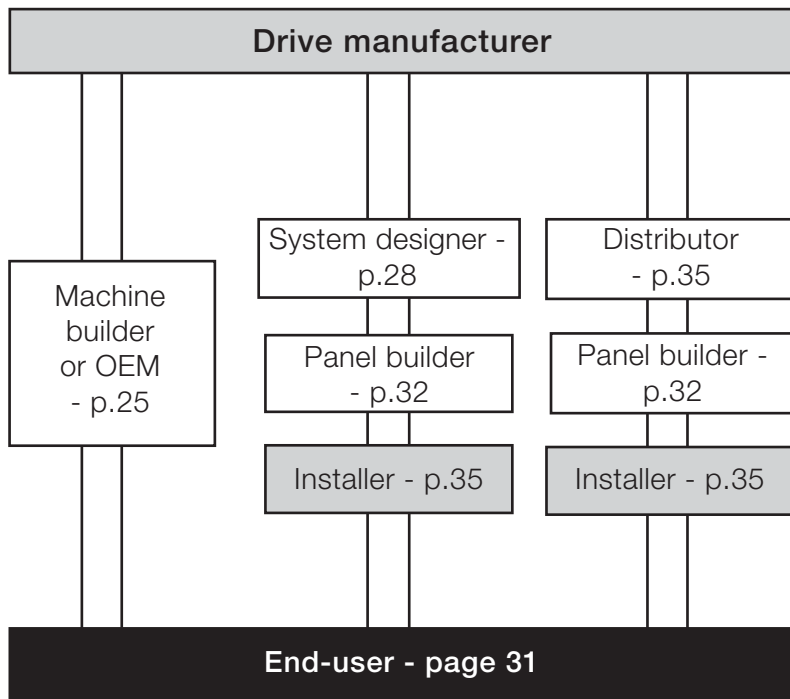 Drive manufacturer
Machine
builder
or OEM
- p.25
System designer -
p.28
Panel builder
- p.32
Installer - p.35
Distributor
- p.35
Panel builder -
p.32
Installer - p.35
End-user - page 31